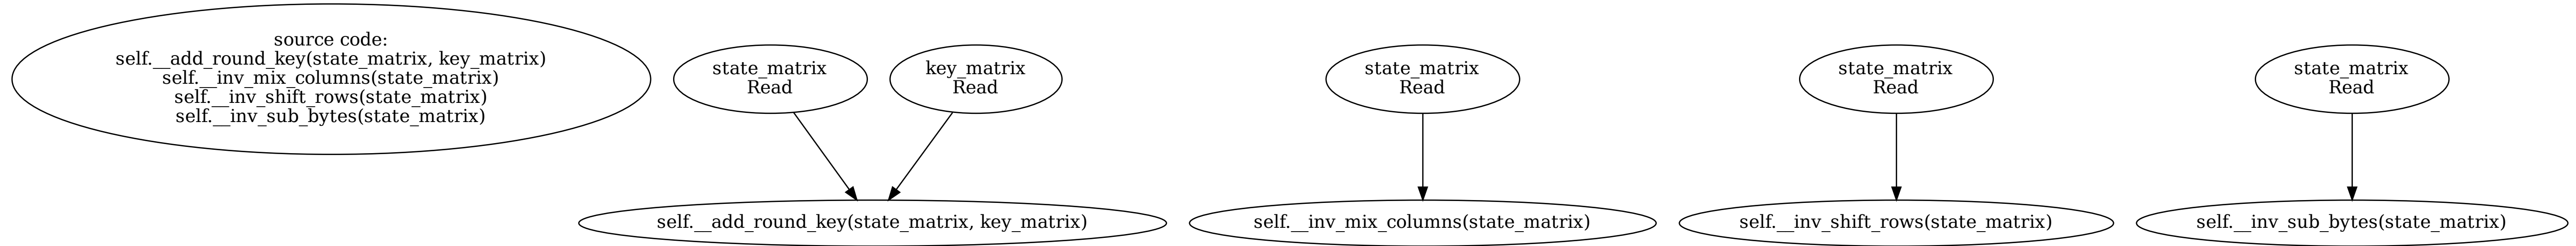 source code:
self.__add_round_key(state_matrix, key_matrix)
self.__inv_mix_columns(state_matrix)
self.__inv_shift_rows(state_matrix)
self.__inv_sub_bytes(state_matrix)
state_matrix
Read
key_matrix
Read
state_matrix
Read
state_matrix
Read
state_matrix
Read
self.__add_round_key(state_matrix, key_matrix)
self.__inv_mix_columns(state_matrix)
self.__inv_shift_rows(state_matrix)
self.__inv_sub_bytes(state_matrix)